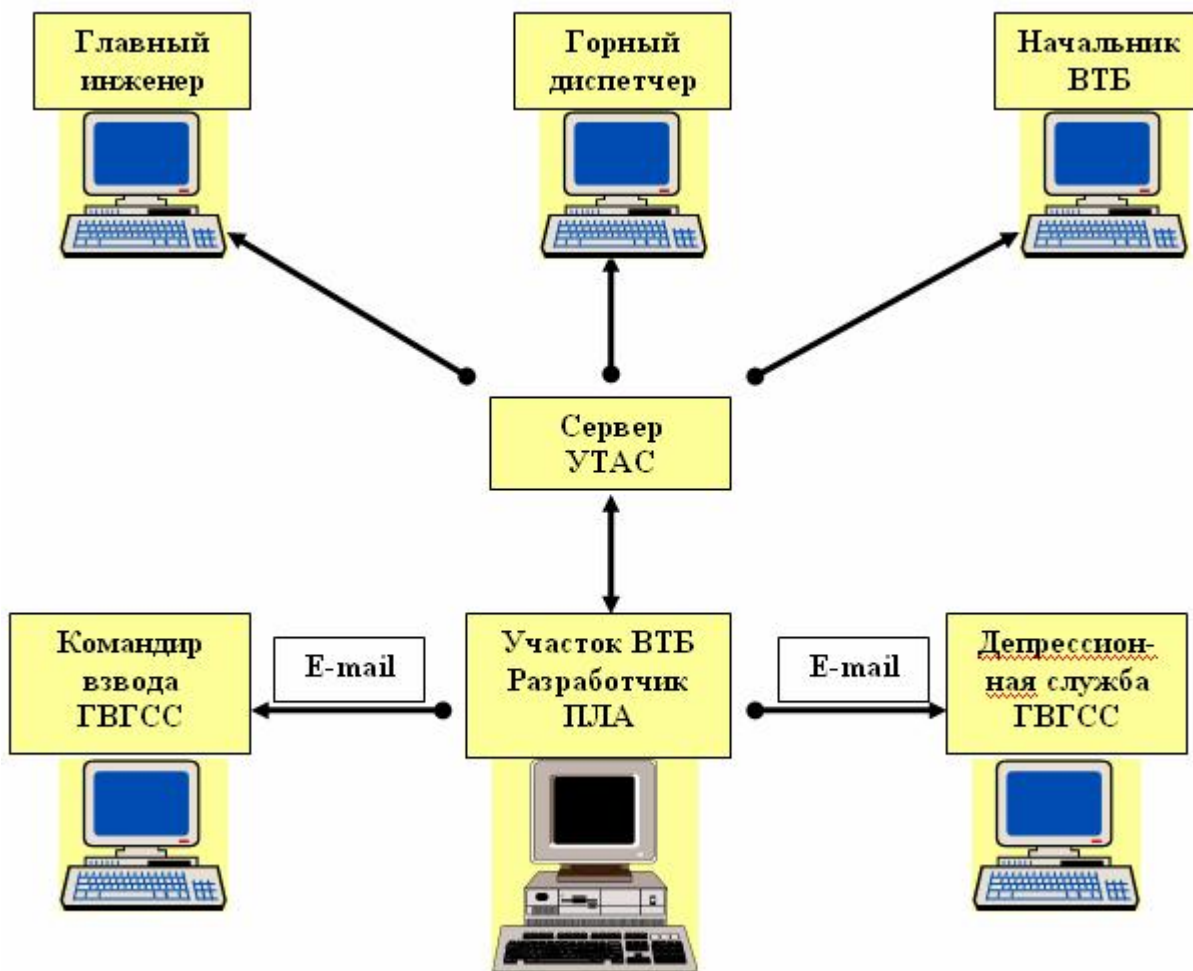 Главный
инженер
Горный
диспетчер
Начальник
ВТБ
Сервер
УТАС
Командир
взвода
ГВГСС
E-mail
Участок ВТБ
Разработчик
ПЛА
E-mail
Депрессион-
ная служба
ГВГСС